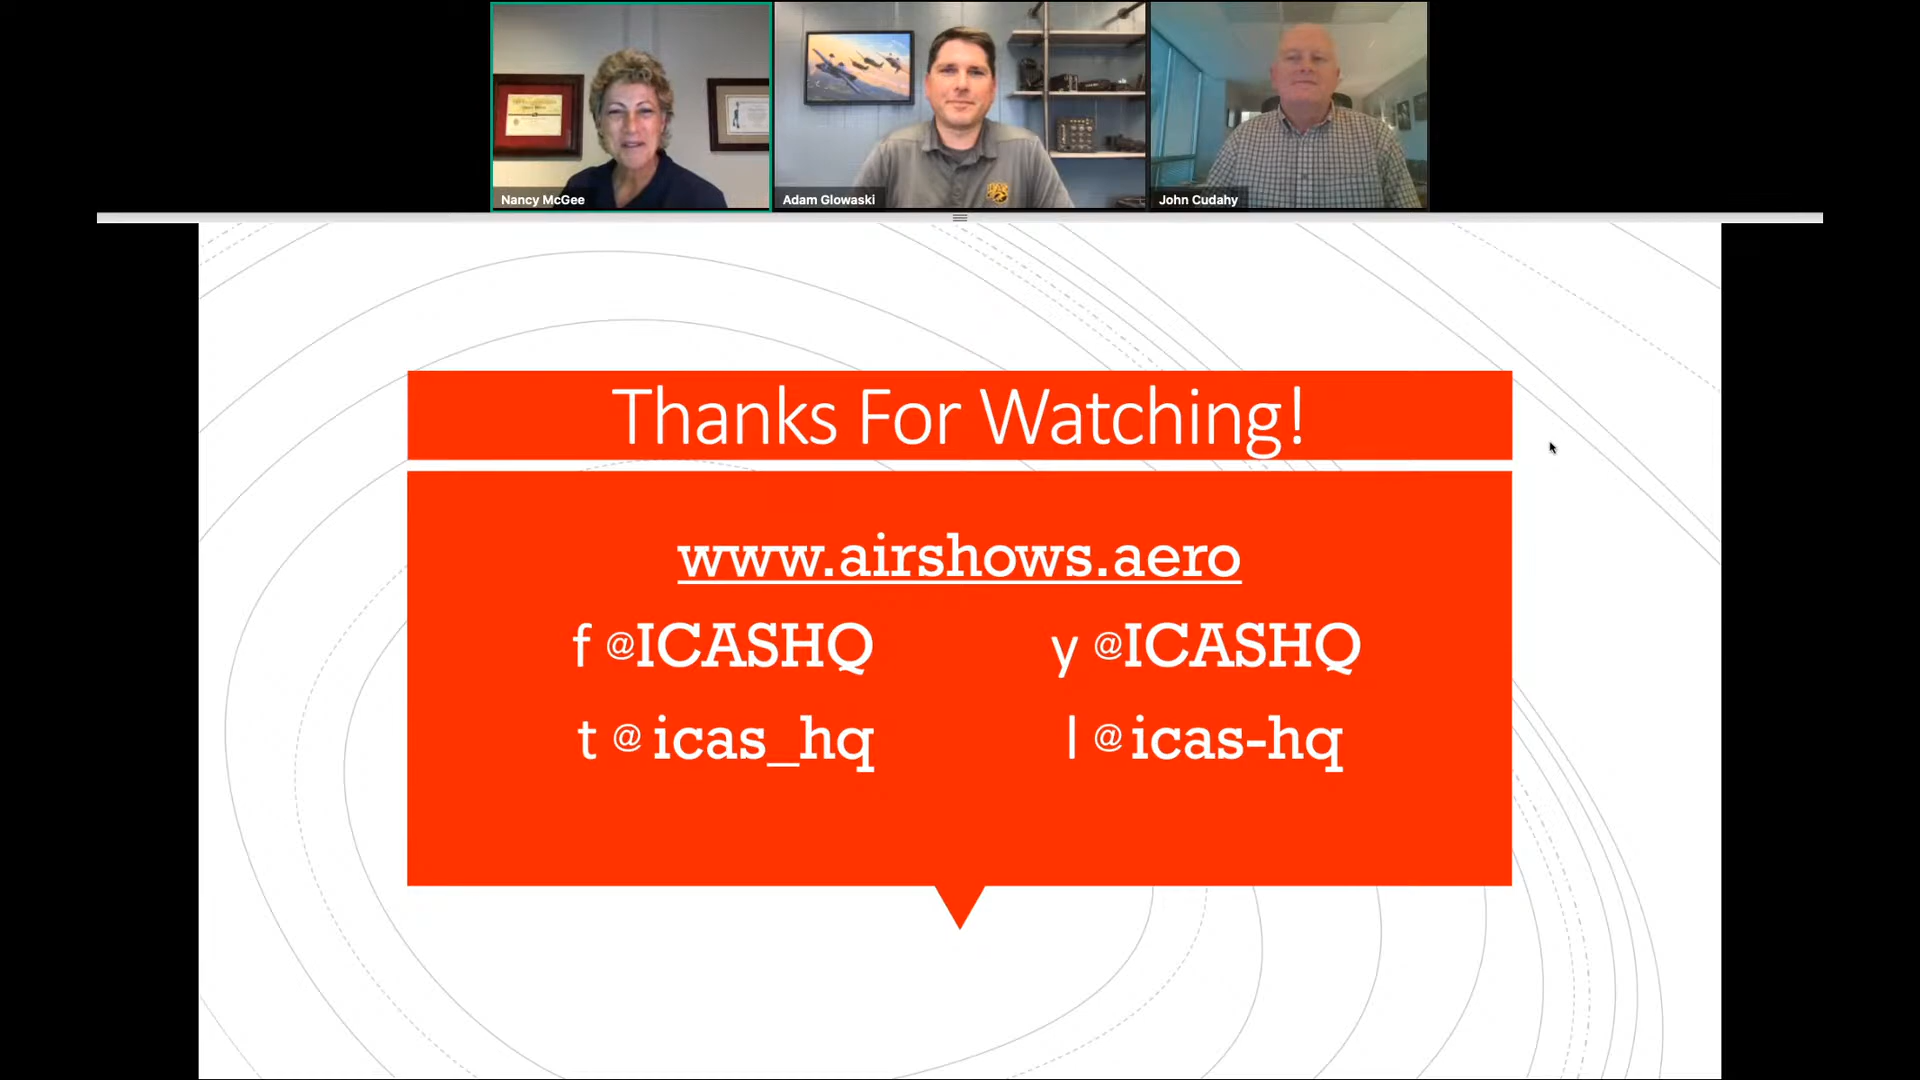 Nancy McGee
Adam Glowaski
John Cudahy
Thanks For Watching!
www.airshows.aero
f @ICASHQ
y @ICASHQ
t @ icas_hq
l @ icas-hq